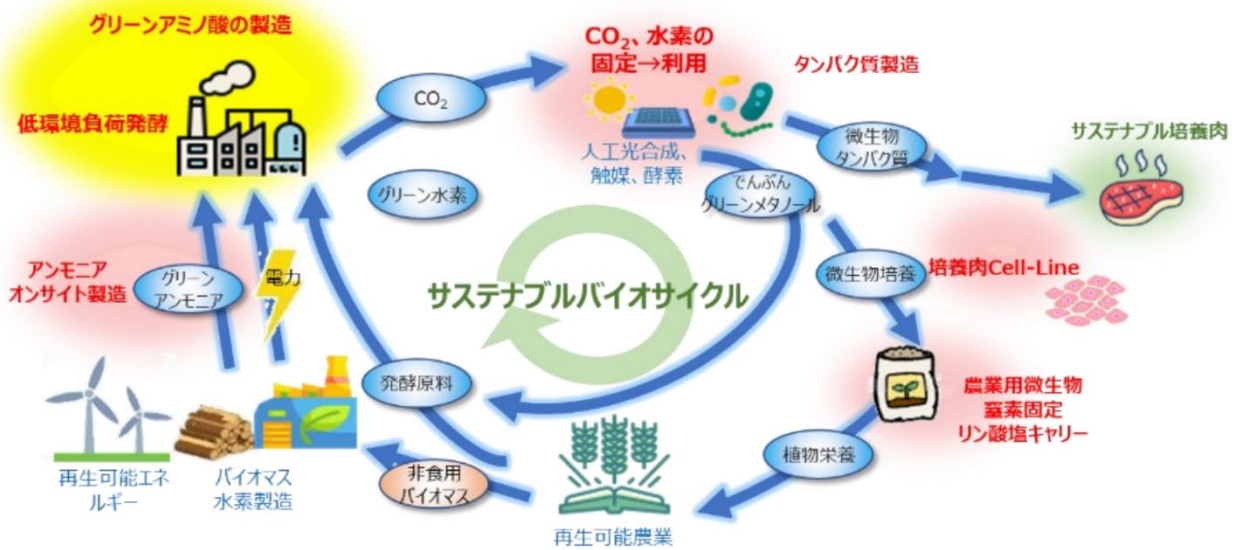 グリーンアミノ酸の製造
低環境負荷発酵
CO₂
グリーン水素
CO₂、水素の
固定→利用
人工光合成、
触媒、酵素
タンパク質製造
微生物
タンパク質
サステナブル培養肉
でんぷん
グリーンメタノール
微生物培養
培養肉Cell-Line
アンモニア
オンサイト製造
グリーン
アンモニア
電力
サステナブルバイオサイクル
発酵原料
農業用微生物
窒素固定
リン酸塩キャリー
植物栄養
非食用
バイオマス
再生可能エネ
ルギー
バイオマス
水素製造
再生可能農業